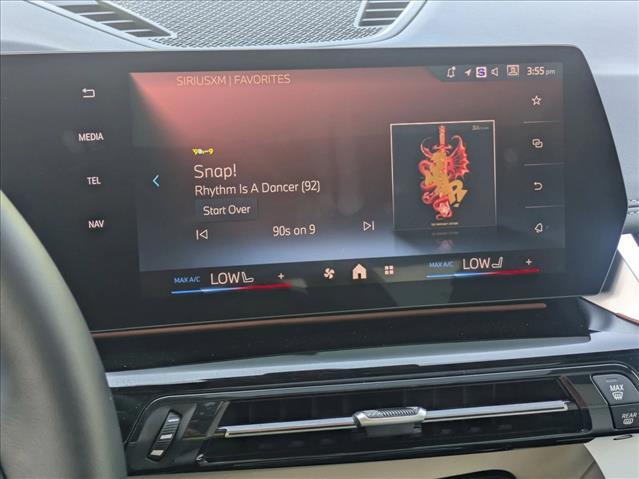 SIRIUSXM | FAVORITES
3:55 pm
MEDIA
TEL
NAV
Snap!
Rhythm Is A Dancer (92)
Start Over
90s on 9
MAX A/C LOW +
MAX A/C LOW +
MAX
REAR